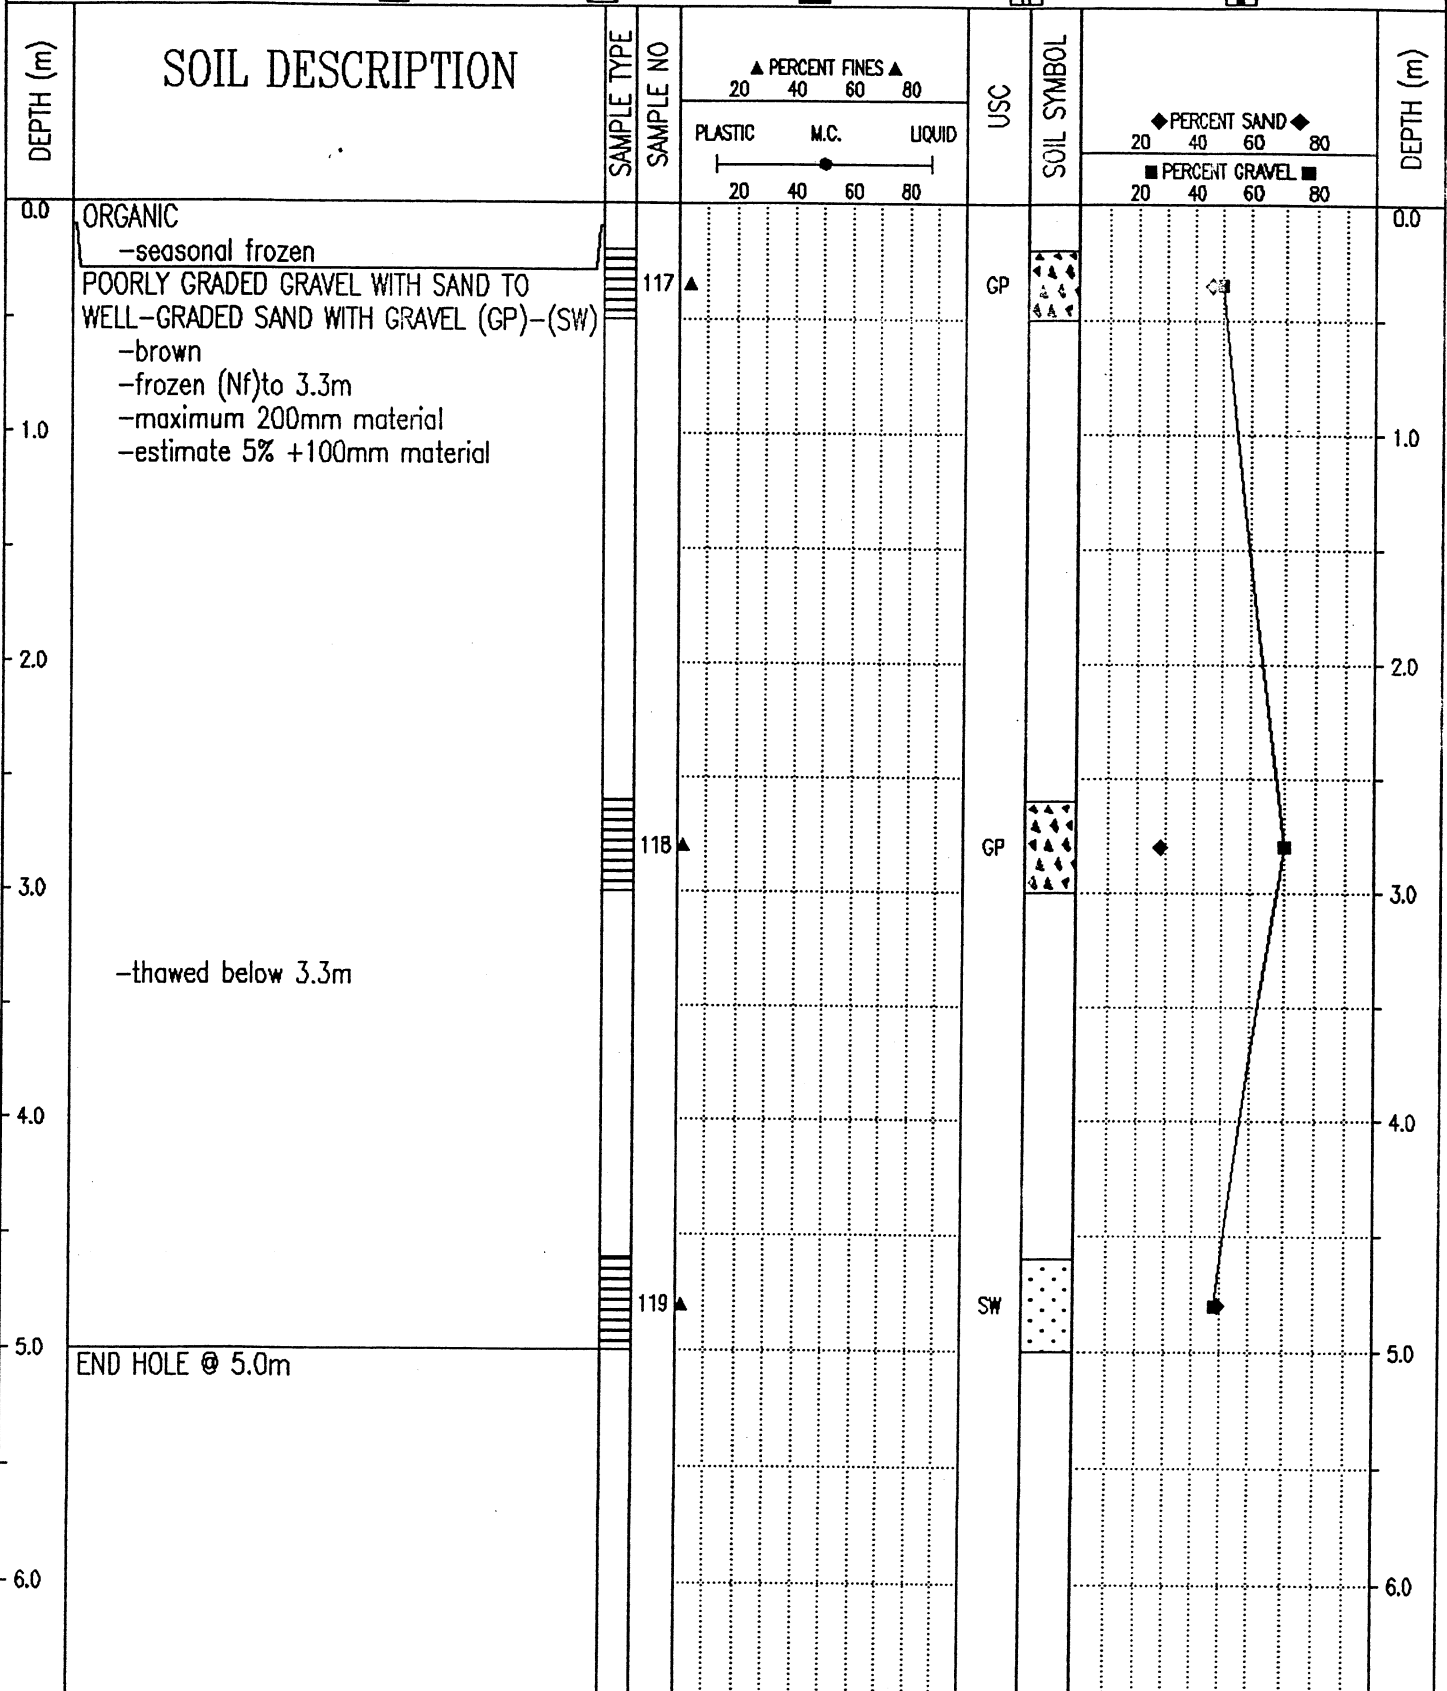 DEPTH (m)
SOIL DESCRIPTION
SAMPLE TYPE
SAMPLE NO
▲ PERCENT FINES ▲
20 40 60 80
PLASTIC M.C. LIQUID
20 40 60 80
USC
SOIL SYMBOL
◆ PERCENT SAND ◆
20 40 60 80
■ PERCENT GRAVEL ■
20 40 60 80
DEPTH (m)
0.0 ORGANIC 0.0
-seasonal frozen
POORLY GRADED GRAVEL WITH SAND TO 117 GP
WELL-GRADED SAND WITH GRAVEL (GP)-(SW)
-brown
-frozen (Nf)to 3.3m
-maximum 200mm material
1.0 1.0
-estimate 5% +100mm material
2.0 2.0
118 GP
3.0 3.0
-thawed below 3.3m
4.0 4.0
119 SW
5.0 5.0
END HOLE @ 5.0m
6.0 6.0